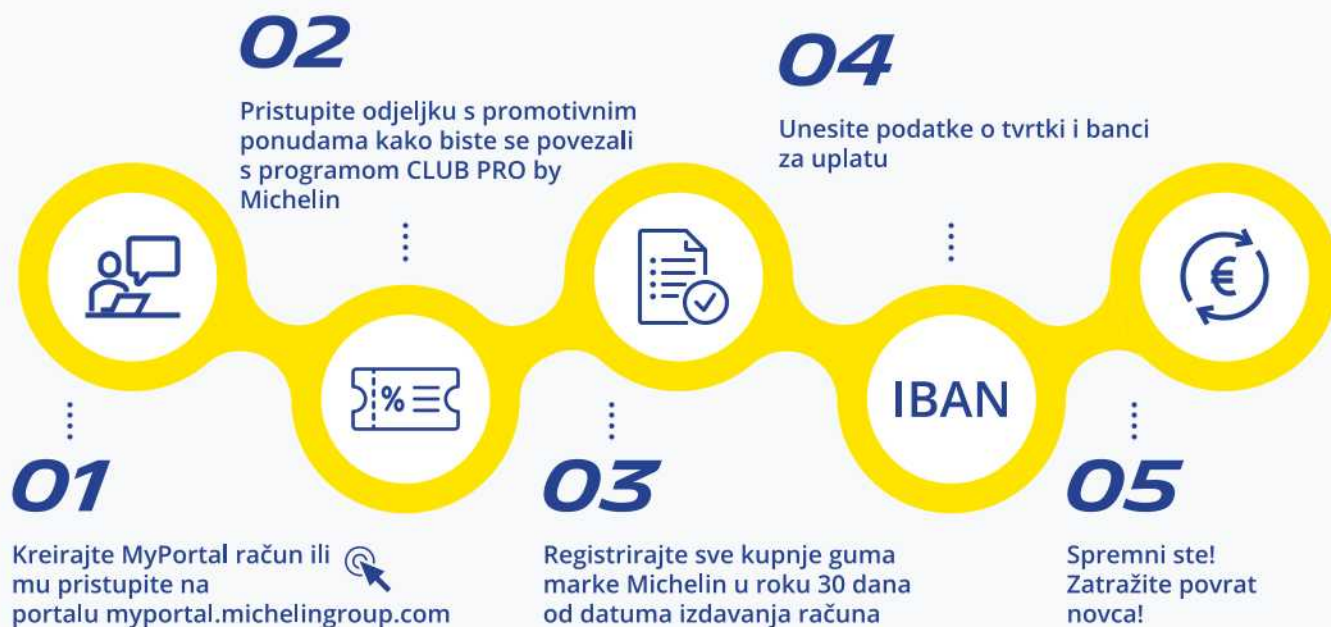 01
Kreirajte MyPortal račun ili
mu pristupite na
portalu myportal.michelingroup.com
02
Pristupite odjeljku s promotivnim
ponudama kako biste se povezali
s programom CLUB PRO by
Michelin
%
03
Registrirajte sve kupnje guma
marke Michelin u roku 30 dana
od datuma izdavanja računa
04
Unesite podatke o tvrtki i banci
za uplatu
IBAN
05
Spremni ste!
Zatražite povrat
novca!
€